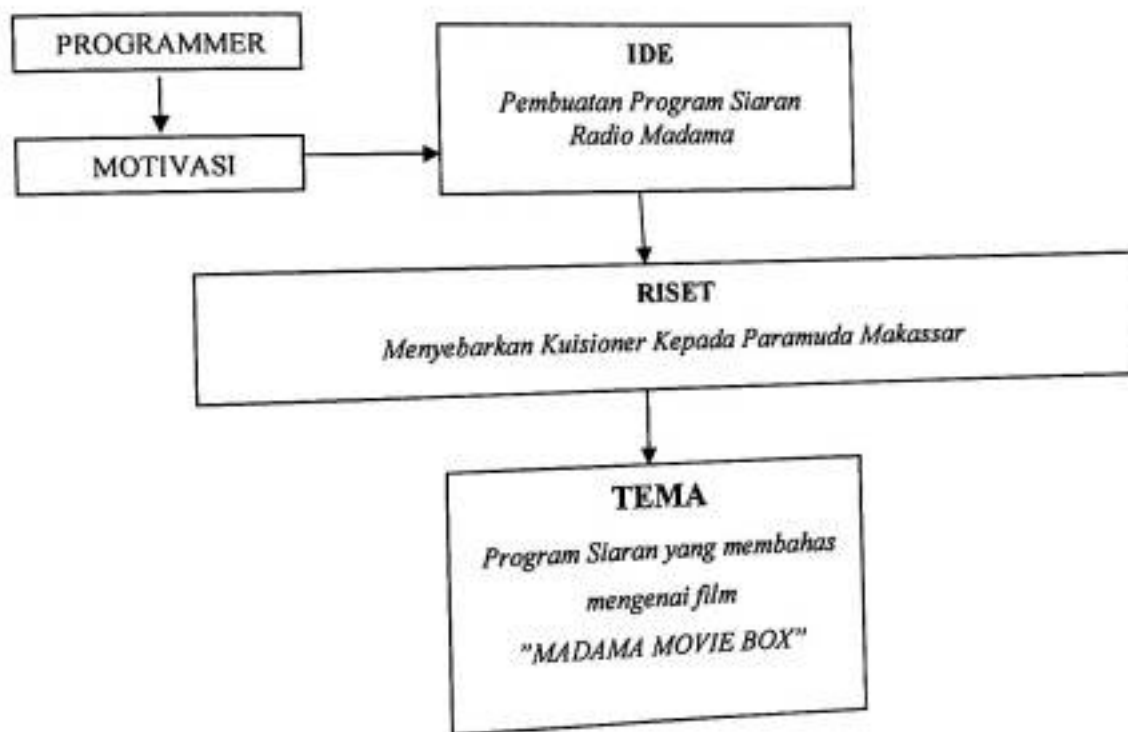 PROGRAMMER
MOTIVASI
IDE
Pembuatan Program Siaran
Radio Madama
RISET
Menyebarkan Kuisioner Kepada Paramuda Makassar
TEMA
Program Siaran yang membahas
mengenai film
”MADAMA MOVIE BOX”